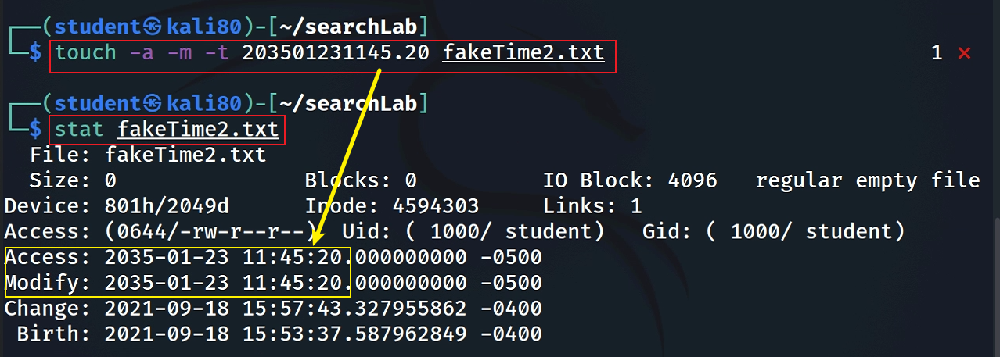 ┌──(student㉿kali80)-[~/searchLab]
└─$ touch -a -m -t 203501231145.20 fakeTime2.txt 1 ⨯
┌──(student㉿kali80)-[~/searchLab]
└─$ stat fakeTime2.txt
File: fakeTime2.txt
Size: 0 Blocks: 0 IO Block: 4096 regular empty file
Device: 801h/2049d Inode: 4594303 Links: 1
Access: (0644/-rw-r--r--) Uid: ( 1000/ student) Gid: ( 1000/ student)
Access: 2035-01-23 11:45:20.000000000 -0500
Modify: 2035-01-23 11:45:20.000000000 -0500
Change: 2021-09-18 15:57:43.327955862 -0400
Birth: 2021-09-18 15:53:37.587962849 -0400